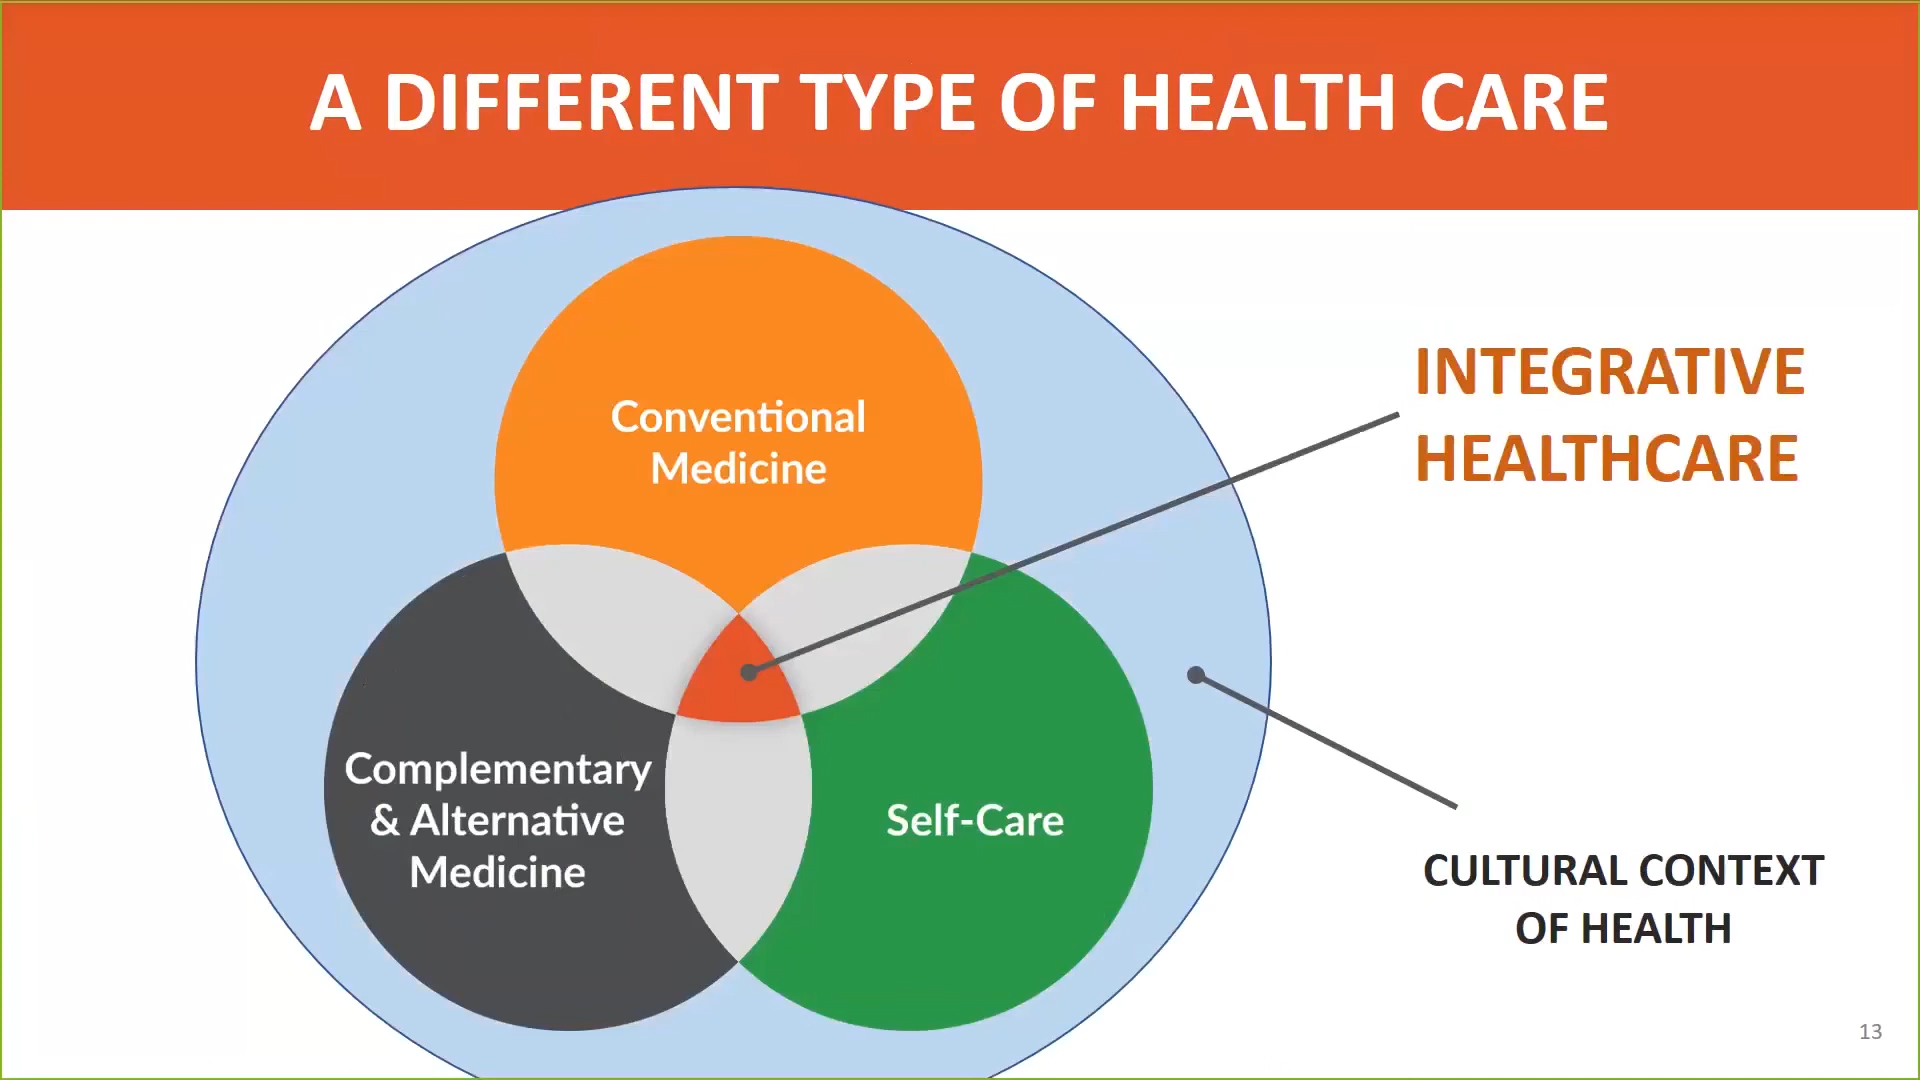 A DIFFERENT TYPE OF HEALTH CARE
Conventional
Medicine
INTEGRATIVE
HEALTHCARE
Complementary
& Alternative
Medicine
Self-Care
CULTURAL CONTEXT
OF HEALTH
13